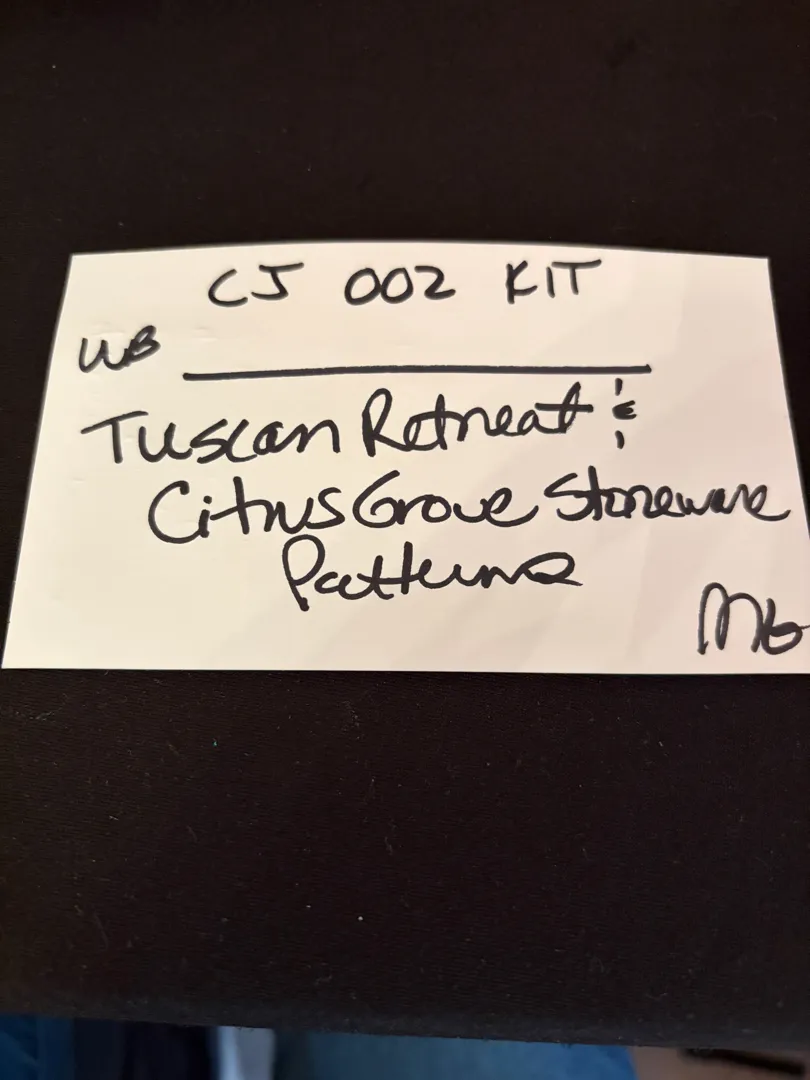 CJ 002 KIT
WB
Tuscan Retreat &
Citrus Grove Stoneware
Patterns
MG